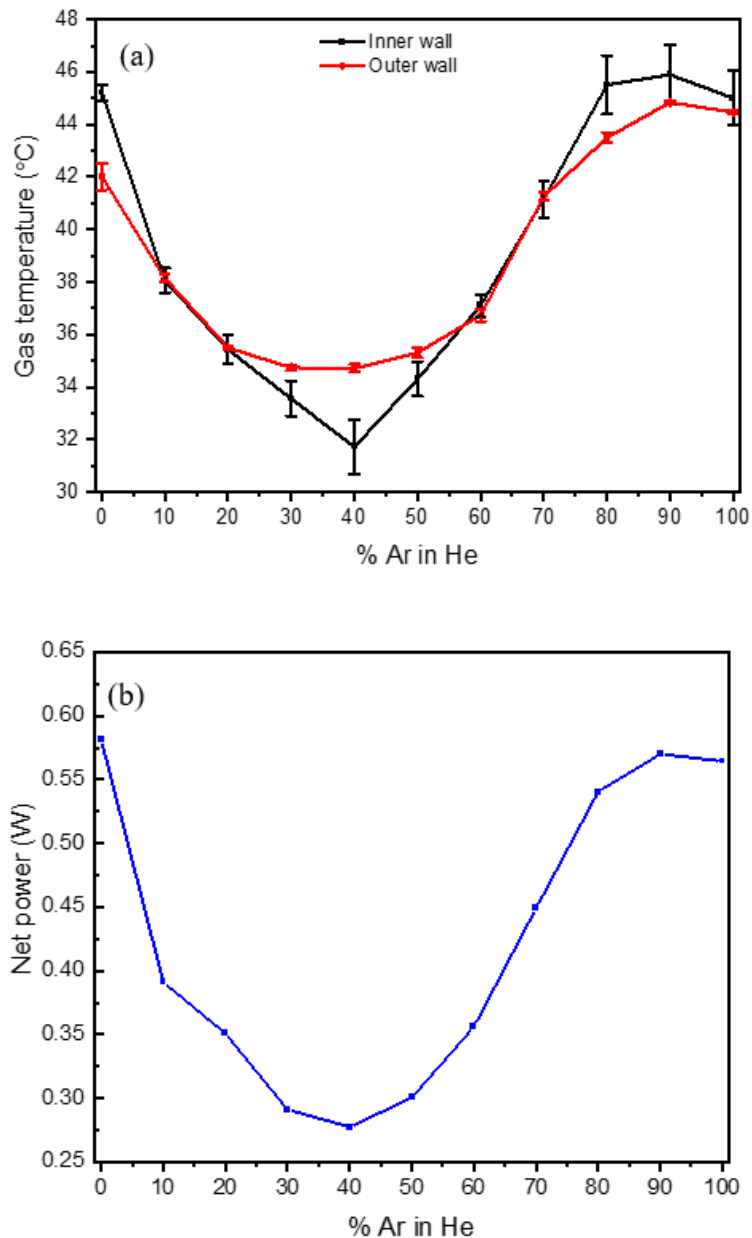 (a)
Inner wall
Outer wall
48
46
44
42
40
38
36
34
32
30
Gas temperature (°C)
0 10 20 30 40 50 60 70 80 90 100
% Ar in He
(b)
0.65
0.60
0.55
0.50
0.45
0.40
0.35
0.30
0.25
Net power (W)
0 10 20 30 40 50 60 70 80 90 100
% Ar in He